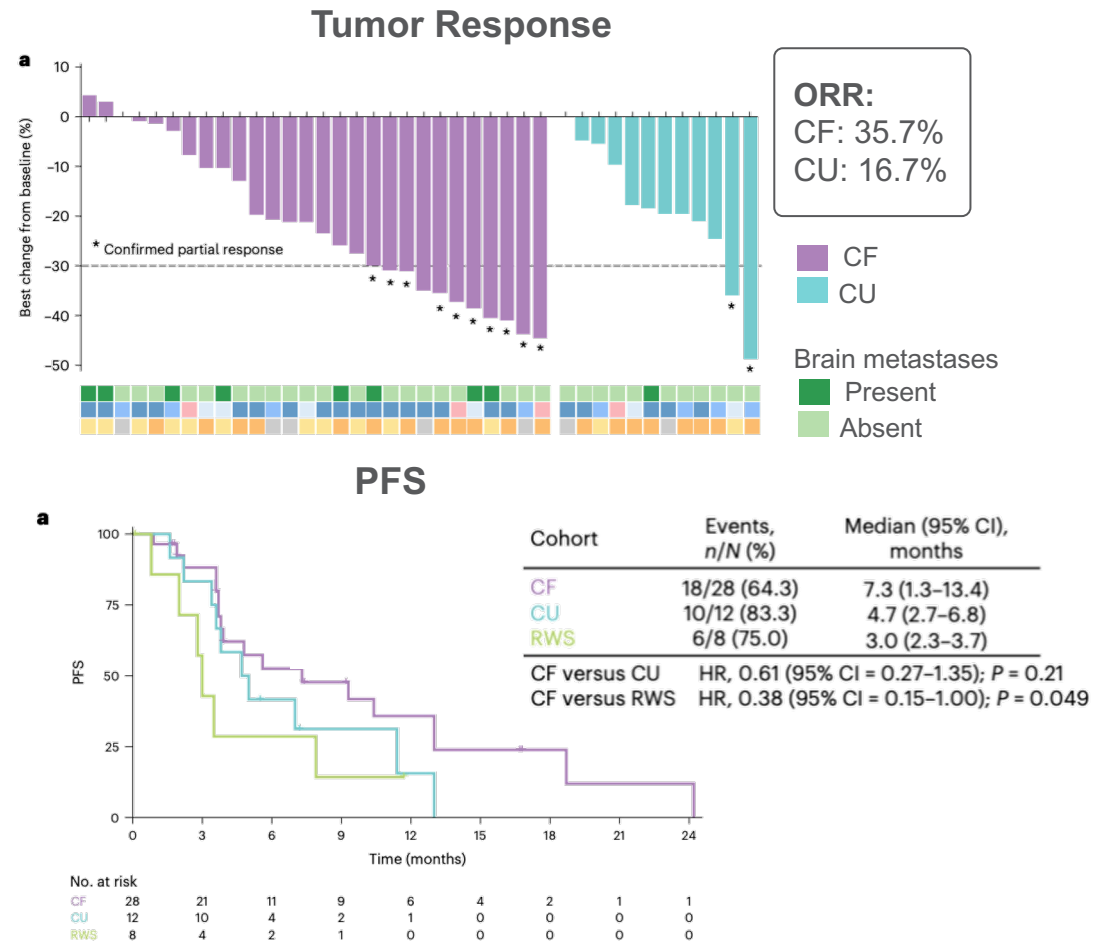 Tumor Response
a
10
0
−10
−20
−30
−40
−50
Best change from baseline (%)
* Confirmed partial response
* * * * * * * * * *
* *
ORR:
CF: 35.7%
CU: 16.7%
CF
CU
Brain metastases
Present
Absent
PFS
a
100
75
50
25
0
PFS
0 3 6 9 12 15 18 21 24
Time (months)
Cohort Events, n/N (%) Median (95% CI), months
CF 18/28 (64.3) 7.3 (1.3–13.4)
CU 10/12 (83.3) 4.7 (2.7–6.8)
RWS 6/8 (75.0) 3.0 (2.3–3.7)
CF versus CU HR, 0.61 (95% CI = 0.27–1.35); P = 0.21
CF versus RWS HR, 0.38 (95% CI = 0.15–1.00); P = 0.049
No. at risk
CF 28 21 11 9 6 4 2 1 1
CU 12 10 4 2 1 0 0 0 0
RWS 8 4 2 1 0 0 0 0 0